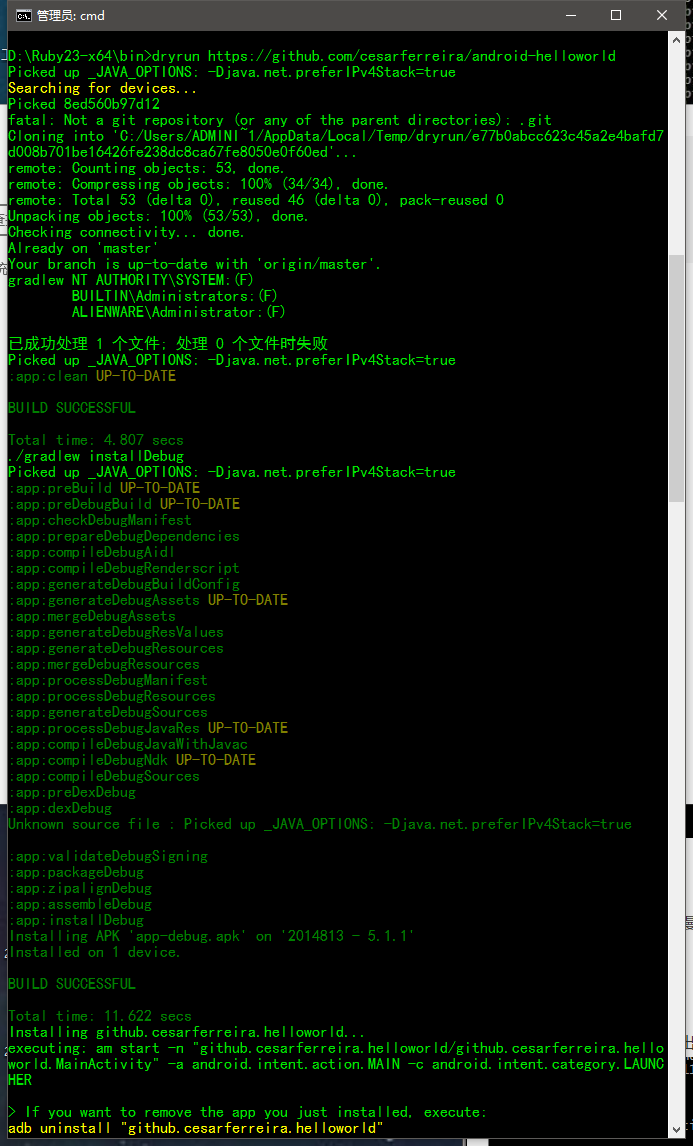 管理员: cmd
D:\Ruby23-x64\bin>dryrun https://github.com/cesarferreira/android-helloworld
Picked up _JAVA_OPTIONS: -Djava.net.preferIPv4Stack=true
Searching for devices...
Picked 8ed560b97d12
fatal: Not a git repository (or any of the parent directories): .git
Cloning into 'C:/Users/ADMINI~1/AppData/Local/Temp/dryrun/e77b0abcc623c45a2e4bafd7
d008b701be16426fe238dc8ca67fe8050e0f60ed'...
remote: Counting objects: 53, done.
remote: Compressing objects: 100% (34/34), done.
remote: Total 53 (delta 0), reused 46 (delta 0), pack-reused 0
Unpacking objects: 100% (53/53), done.
Checking connectivity... done.
Already on 'master'
Your branch is up-to-date with 'origin/master'.
gradlew NT AUTHORITY\SYSTEM:(F)
BUILTIN\Administrators:(F)
ALIENWARE\Administrator:(F)
已成功处理 1 个文件; 处理 0 个文件时失败
Picked up _JAVA_OPTIONS: -Djava.net.preferIPv4Stack=true
:app:clean UP-TO-DATE
BUILD SUCCESSFUL
Total time: 4.807 secs
./gradlew installDebug
Picked up _JAVA_OPTIONS: -Djava.net.preferIPv4Stack=true
:app:preBuild UP-TO-DATE
:app:preDebugBuild UP-TO-DATE
:app:checkDebugManifest
:app:prepareDebugDependencies
:app:compileDebugAidl
:app:compileDebugRenderscript
:app:generateDebugBuildConfig
:app:generateDebugAssets UP-TO-DATE
:app:mergeDebugAssets
:app:generateDebugResValues
:app:generateDebugResources
:app:mergeDebugResources
:app:processDebugManifest
:app:processDebugResources
:app:generateDebugSources
:app:processDebugJavaRes UP-TO-DATE
:app:compileDebugJavaWithJavac
:app:compileDebugNdk UP-TO-DATE
:app:compileDebugSources
:app:preDexDebug
:app:dexDebug
Unknown source file : Picked up _JAVA_OPTIONS: -Djava.net.preferIPv4Stack=true
:app:validateDebugSigning
:app:packageDebug
:app:zipalignDebug
:app:assembleDebug
:app:installDebug
Installing APK 'app-debug.apk' on '2014813 - 5.1.1'
Installed on 1 device.
BUILD SUCCESSFUL
Total time: 11.622 secs
Installing github.cesarferreira.helloworld...
executing: am start -n "github.cesarferreira.helloworld/github.cesarferreira.hello
world.MainActivity" -a android.intent.action.MAIN -c android.intent.category.LAUNC
HER
> If you want to remove the app you just installed, execute:
adb uninstall "github.cesarferreira.helloworld"